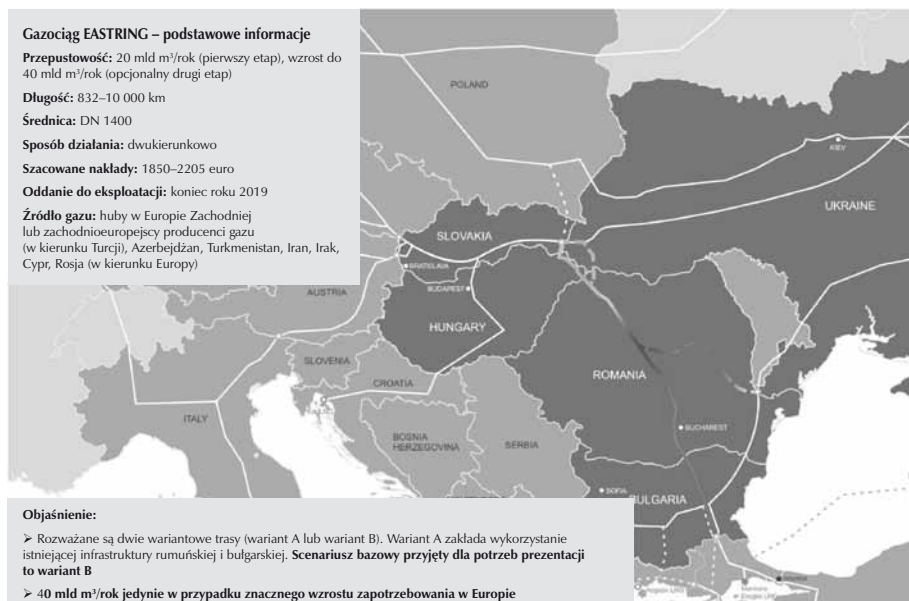 Gazociąg EASTRING – podstawowe informacje
Przepustowość: 20 mld m³/rok (pierwszy etap), wzrost do
40 mld m³/rok (opcjonalny drugi etap)
Długość: 832–10 000 km
Średnica: DN 1400
Sposób działania: dwukierunkowo
Szacowane nakłady: 1850–2205 euro
Oddanie do eksploatacji: koniec roku 2019
Źródło gazu: huby w Europie Zachodniej
lub zachodnioeuropejscy producenci gazu
(w kierunku Turcji), Azerbejdżan, Turkmenistan, Iran, Irak,
Cypr, Rosja (w kierunku Europy)
POLAND
KIEV
UKRAINE
SLOVAKIA
BRATISLAVA
AUSTRIA
BUDAPEST
HUNGARY
SLOVENIA
ROMANIA
CROATIA
ITALY
BUCHAREST
BOSNIA
HERZEGOVINA
SERBIA
SOFIA
BULGARIA
Objaśnienie:
➢ Rozważane są dwie wariantowe trasy (wariant A lub wariant B). Wariant A zakłada wykorzystanie
istniejącej infrastruktury rumuńskiej i bułgarskiej. Scenariusz bazowy przyjęty dla potrzeb prezentacji
to wariant B
➢ 40 mld m³/rok jedynie w przypadku znacznego wzrostu zapotrzebowania w Europie